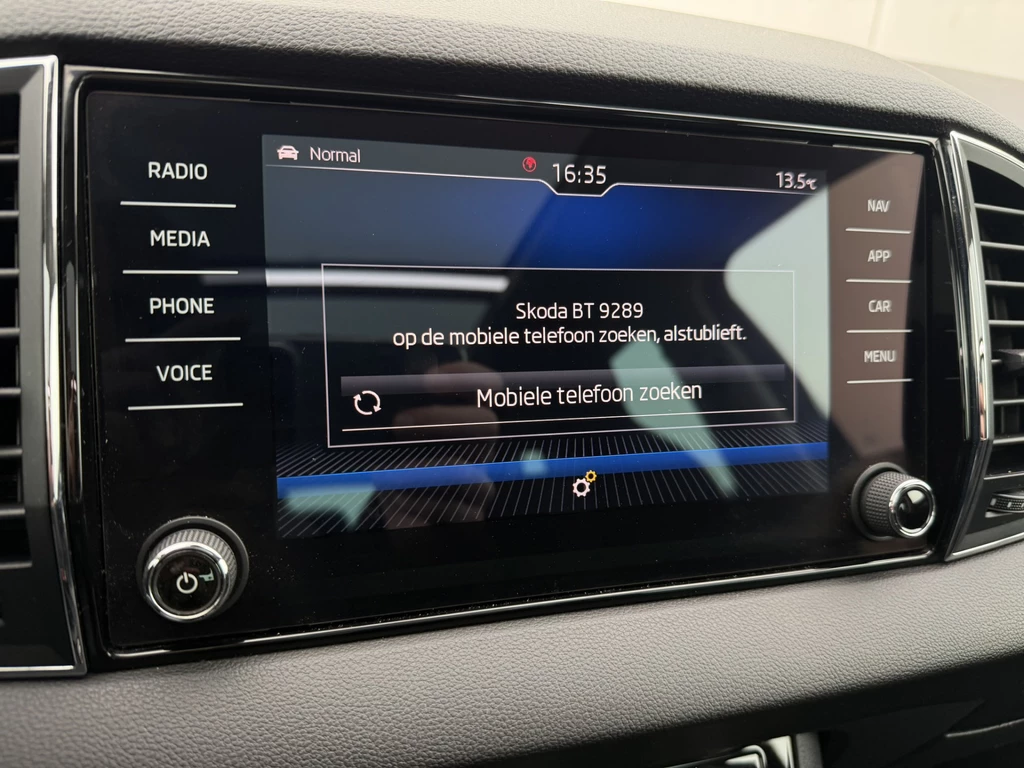 Normal
16:35
13.5°C
RADIO
MEDIA
PHONE
VOICE
NAV
APP
CAR
MENU
Skoda BT 9289
op de mobiele telefoon zoeken, alstublieft.
Mobiele telefoon zoeken